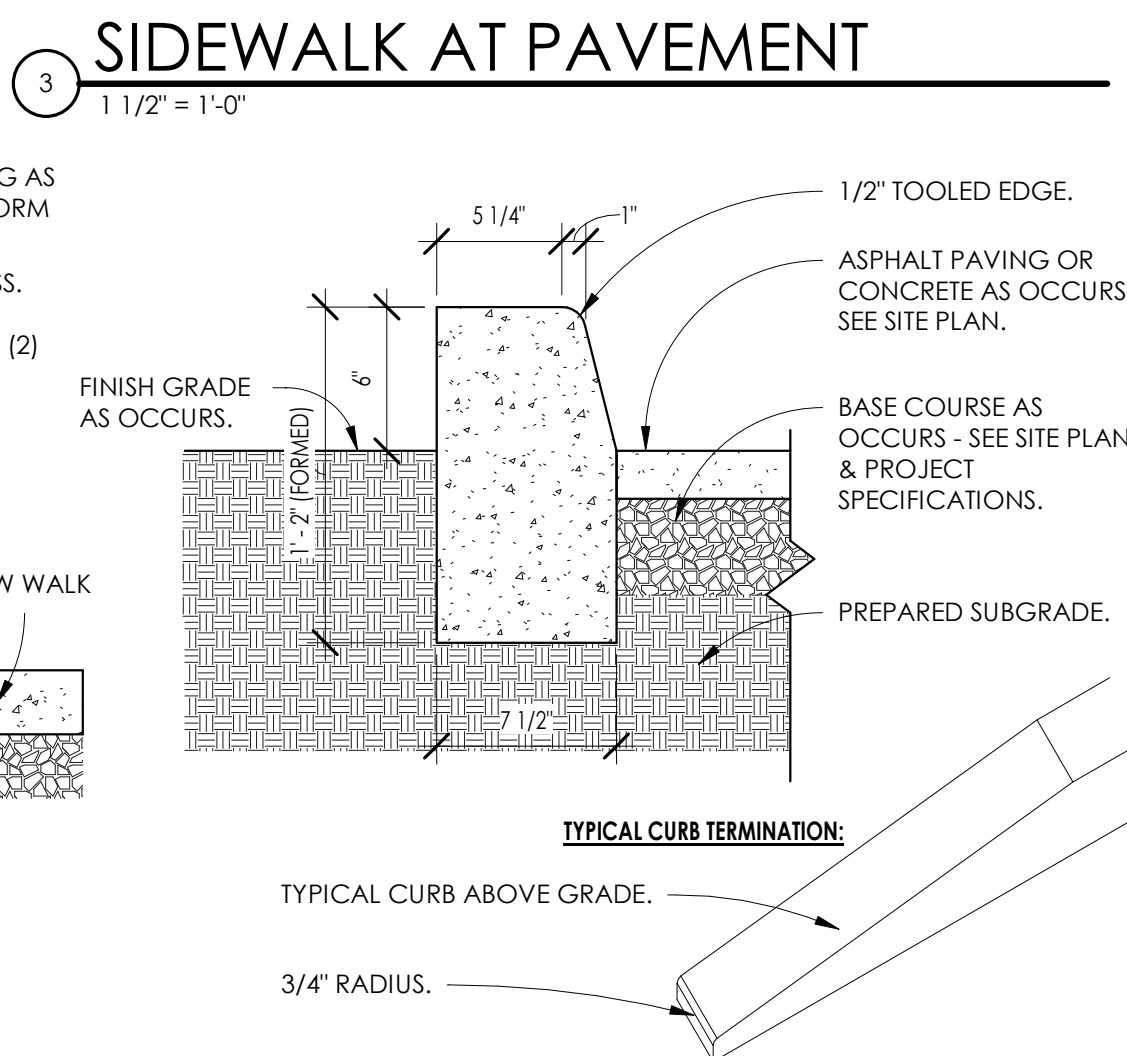 3
SIDEWALK AT PAVEMENT
1 1/2" = 1'-0"
G AS
ORM
SS.
(2)
W WALK
5 1/4"
1"
6"
1' - 2" (FORMED)
7 1/2"
FINISH GRADE
AS OCCURS.
1/2" TOOLED EDGE.
ASPHALT PAVING OR
CONCRETE AS OCCURS
SEE SITE PLAN.
BASE COURSE AS
OCCURS - SEE SITE PLAN
& PROJECT
SPECIFICATIONS.
PREPARED SUBGRADE.
TYPICAL CURB TERMINATION:
TYPICAL CURB ABOVE GRADE.
3/4" RADIUS.